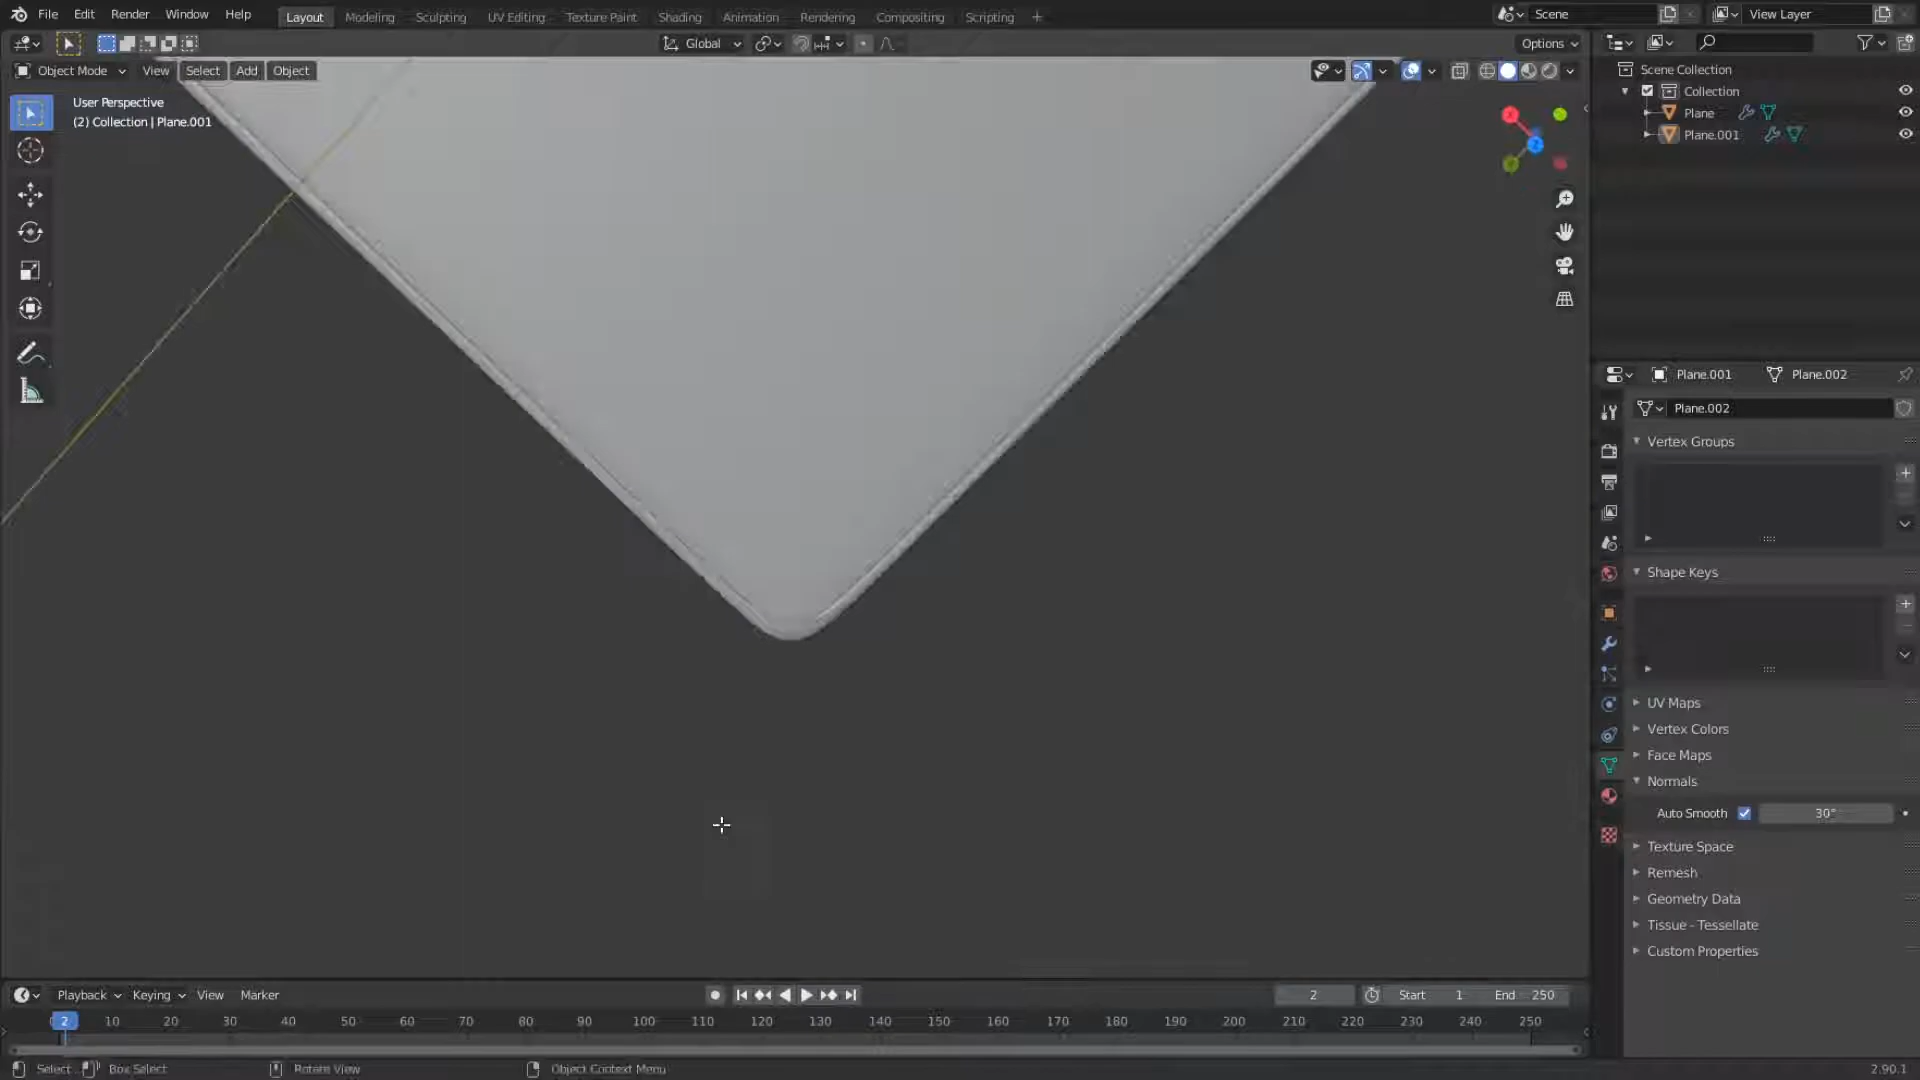 File Edit Render Window Help Layout Modeling Sculpting UV Editing Texture Paint Shading Animation Rendering Compositing Scripting + Scene View Layer
Global Options
Object Mode View Select Add Object
User Perspective
(2) Collection | Plane.001
Scene Collection
Collection
Plane
Plane.001
Plane.001 Plane.002
Plane.002
Vertex Groups
Shape Keys
UV Maps
Vertex Colors
Face Maps
Normals
Auto Smooth 30°
Texture Space
Remesh
Geometry Data
Tissue - Tessellate
Custom Properties
Playback Keying View Marker 2 Start 1 End 250
2 10 20 30 40 50 60 70 80 90 100 110 120 130 140 150 160 170 180 190 200 210 220 230 240 250
Select Box Select Rotate View Object Context Menu 2.90.1